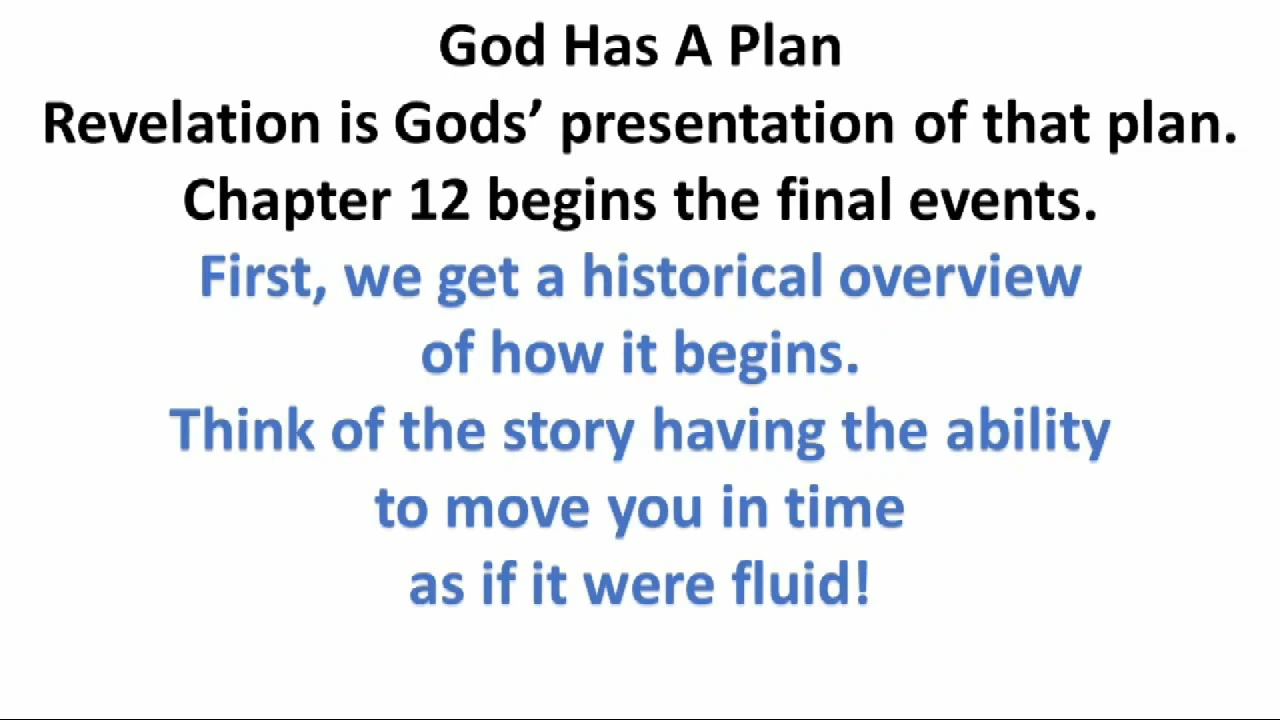 God Has A Plan
Revelation is Gods’ presentation of that plan.
Chapter 12 begins the final events.
First, we get a historical overview
of how it begins.
Think of the story having the ability
to move you in time
as if it were fluid!